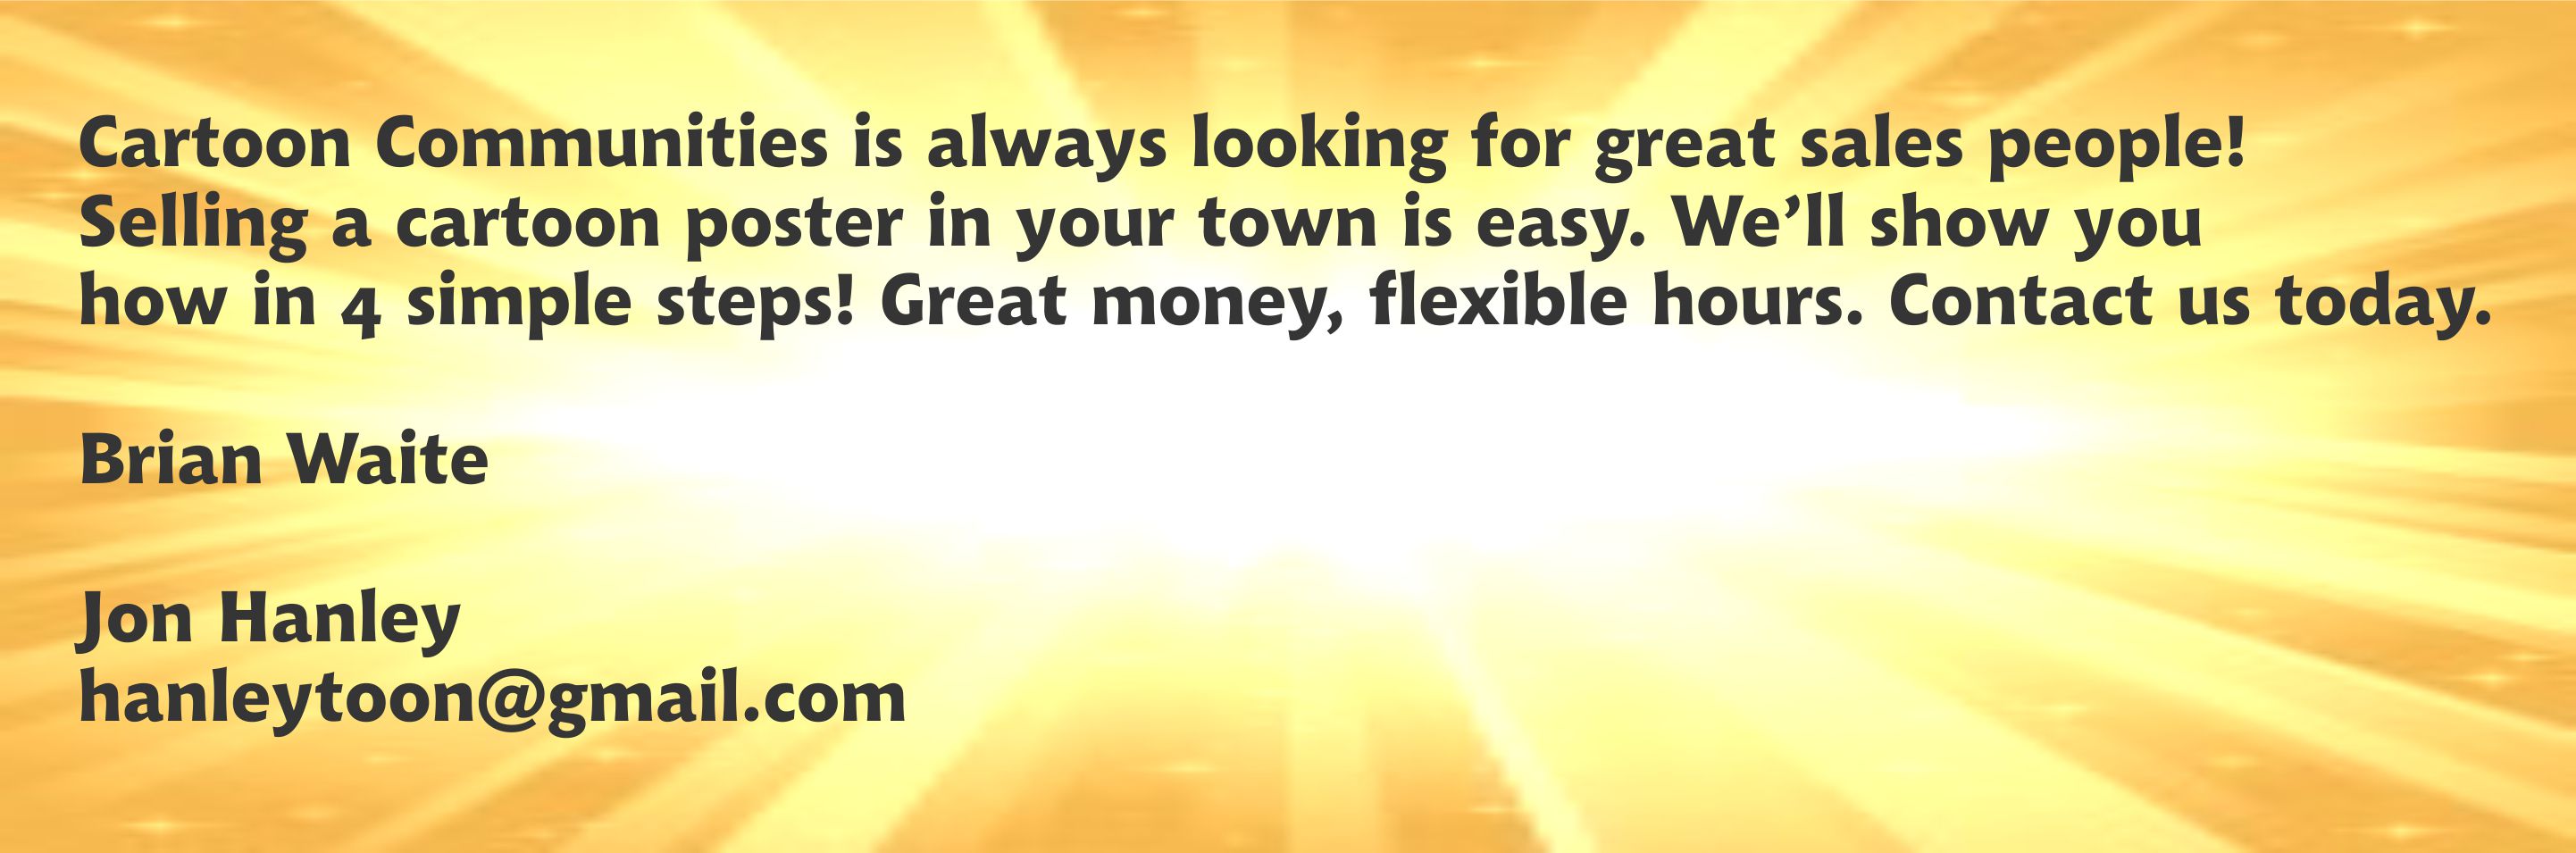 Cartoon Communities is always looking for great sales people!
Selling a cartoon poster in your town is easy. We’ll show you
how in 4 simple steps! Great money, flexible hours. Contact us today.
Brian Waite
Jon Hanley
hanleytoon@gmail.com